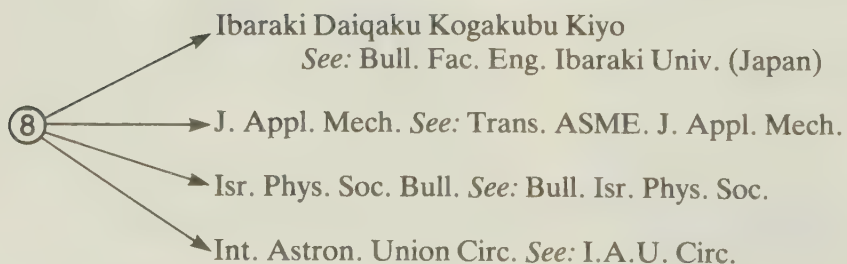 Ibaraki Daiqaku Kogakubu Kiyo
See: Bull. Fac. Eng. Ibaraki Univ. (Japan)
8
J. Appl. Mech. See: Trans. ASME. J. Appl. Mech.
Isr. Phys. Soc. Bull. See: Bull. Isr. Phys. Soc.
Int. Astron. Union Circ. See: I.A.U. Circ.